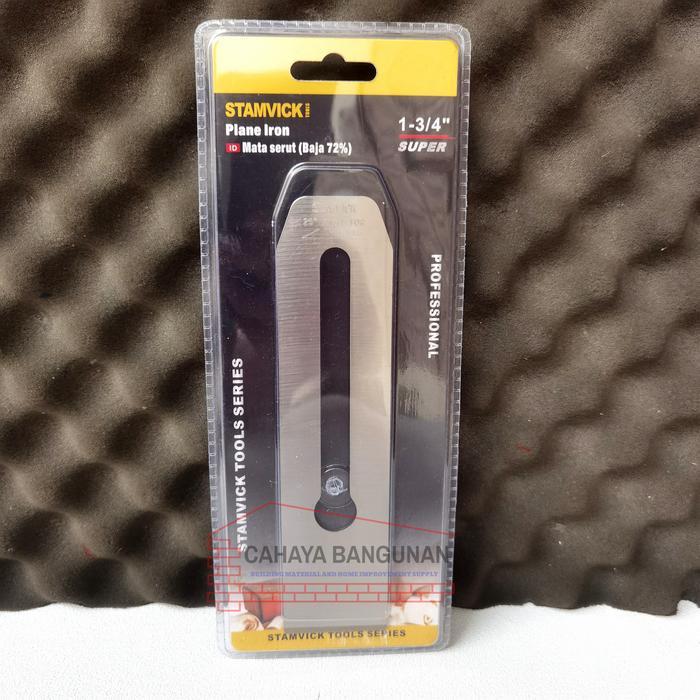 STAMVICK TOOLS
Plane Iron
ID Mata serut (Baja 72%)
1-3/4"
SUPER
PROFESSIONAL
STAMVICK TOOLS SERIES
CAHAYA BANGUNAN
BUILDING MATERIAL AND HOME IMPROVEMENT SUPPLY
STAMVICK TOOLS SERIES